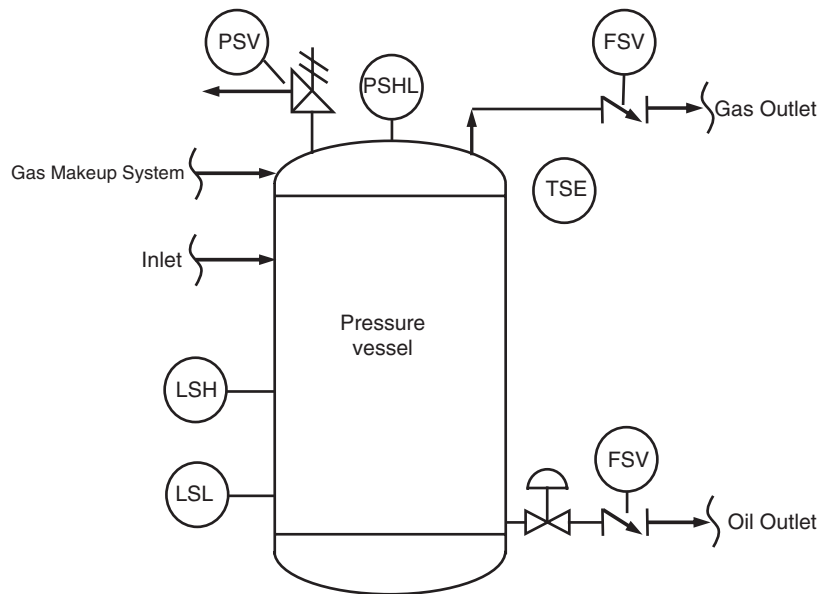 PSV
FSV
PSHL
Gas Outlet
Gas Makeup System
TSE
Inlet
Pressure
vessel
LSH
FSV
LSL
Oil Outlet